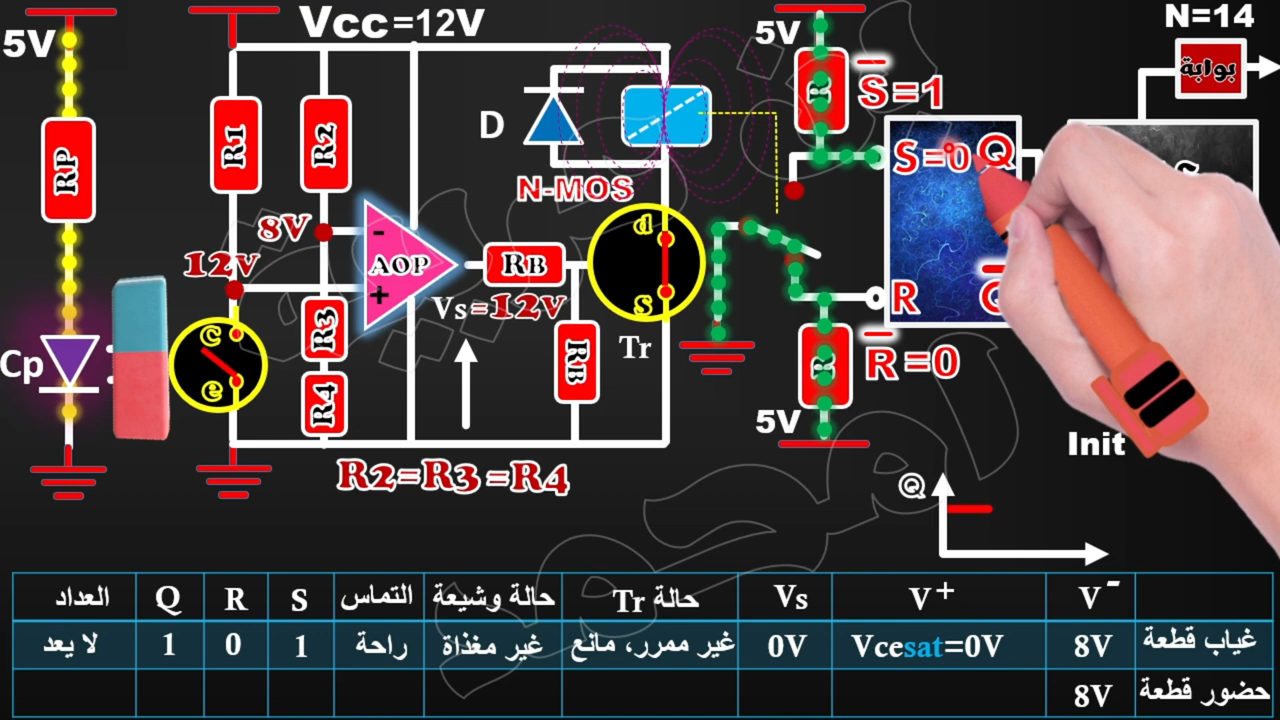 5V
Vcc=12V
5V
N=14
بوابة
RP
R1
R2
D
R
S=1
N-MOS
S=0
Q
8V
-
AOP
+
12v
RB
d
s
Tr
Vs=12v
Cp
c
e
R3
R4
RB
R
R
R=0
5V
Init
R2=R3=R4
Q
العداد
Q
R
S
التماس
حالة وشيعة
حالة Tr
Vs
V+
V-
لا يعد
1
0
1
راحة
غير مغذاة
غير ممرر، مانع
0V
Vcesat=0V
8V
غياب قطعة
8V
حضور قطعة